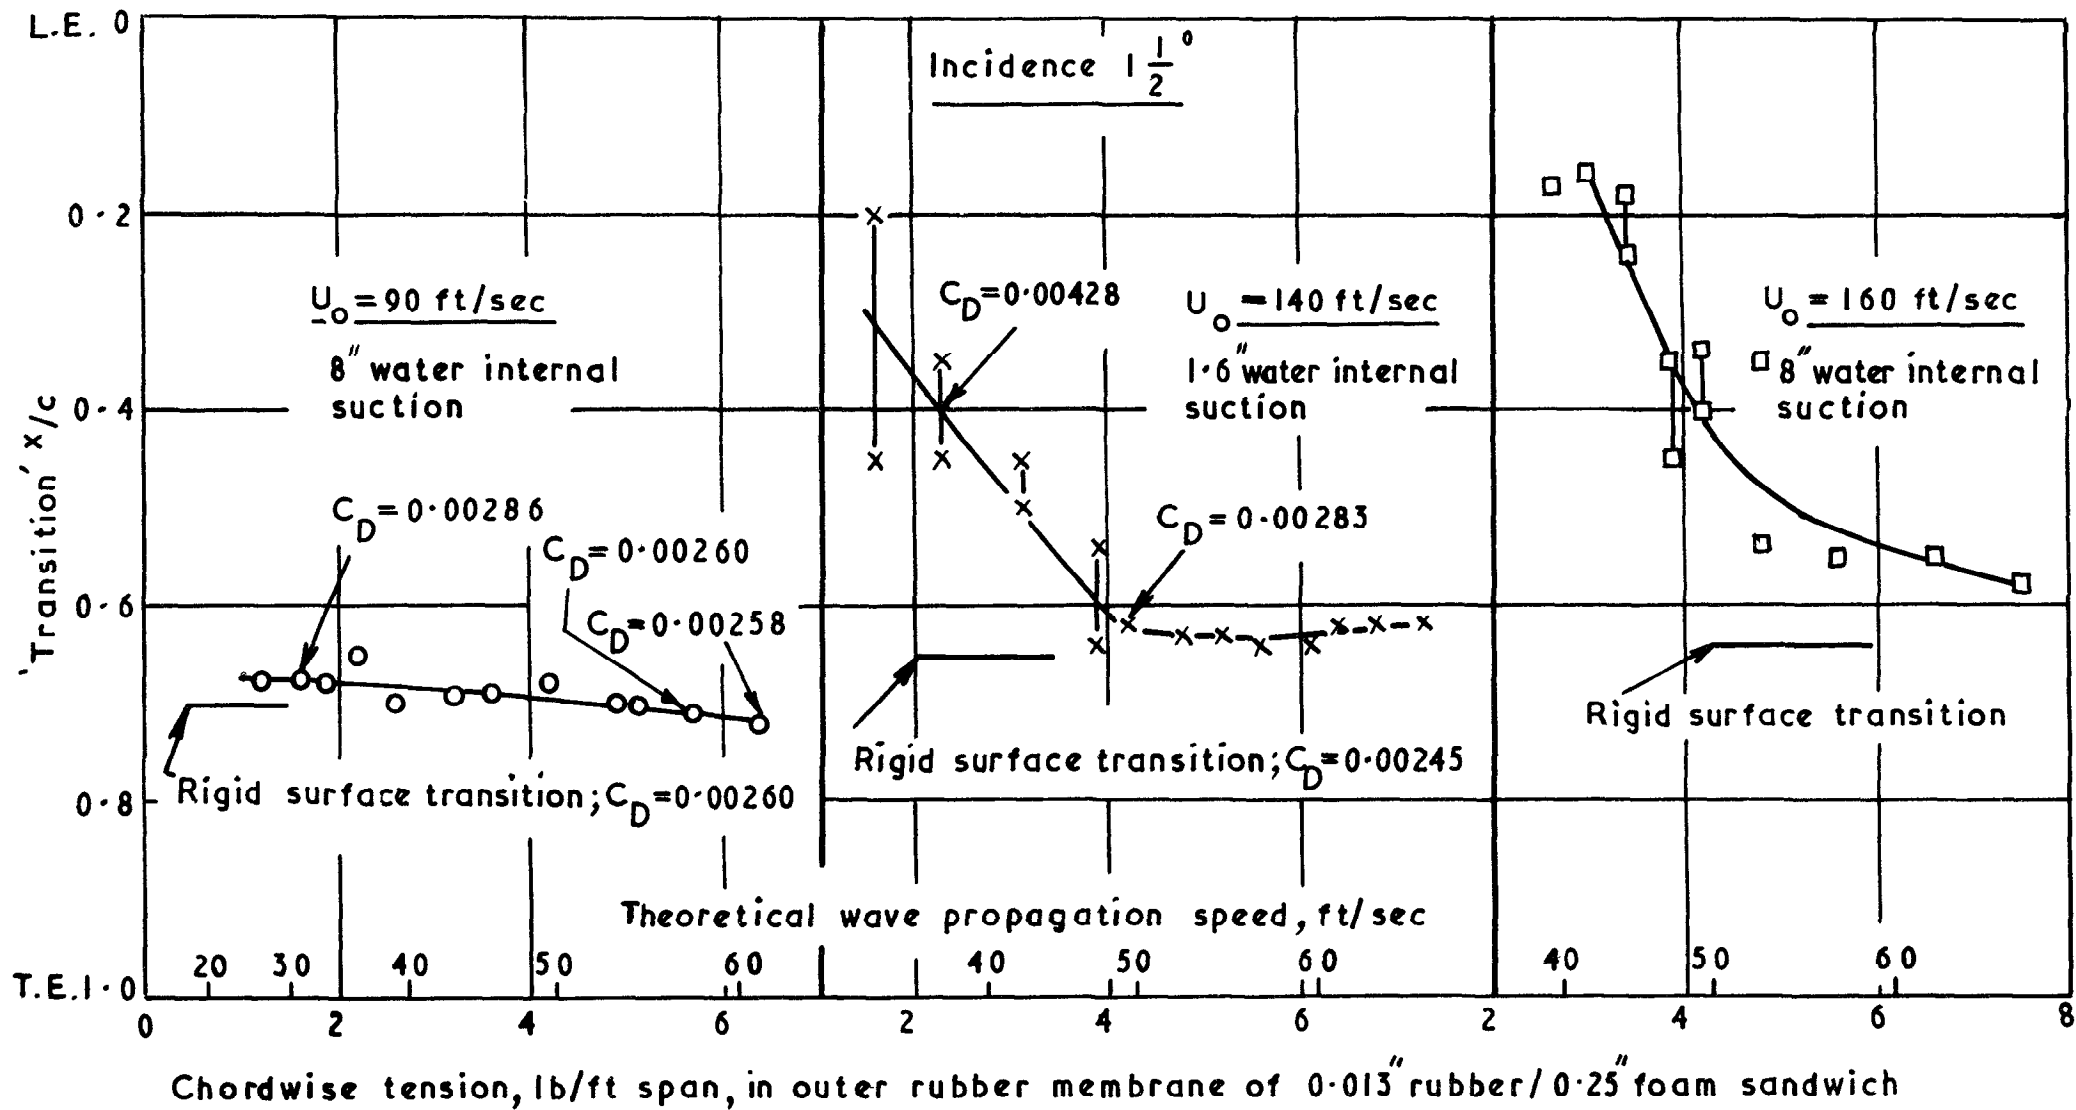 L.E. 0
Incidence 1 1/2°
0·2
U₀ = 90 ft/sec
8" water internal
suction
C_D=0·00428
U₀ = 140 ft/sec
1·6" water internal
suction
U₀ = 160 ft/sec
8" water internal
suction
0·4
'Transition' x/c
C_D=0·00286
C_D=0·00260
C_D=0·00258
C_D=0·00283
0·6
Rigid surface transition
Rigid surface transition; C_D=0·00245
0·8
Rigid surface transition; C_D=0·00260
Theoretical wave propagation speed, ft/sec
20 30 40 50 60 40 50 60 40 50 60
T.E. 1·0
0 2 4 6 2 4 6 2 4 6 8
Chordwise tension, lb/ft span, in outer rubber membrane of 0·013" rubber/0·25" foam sandwich